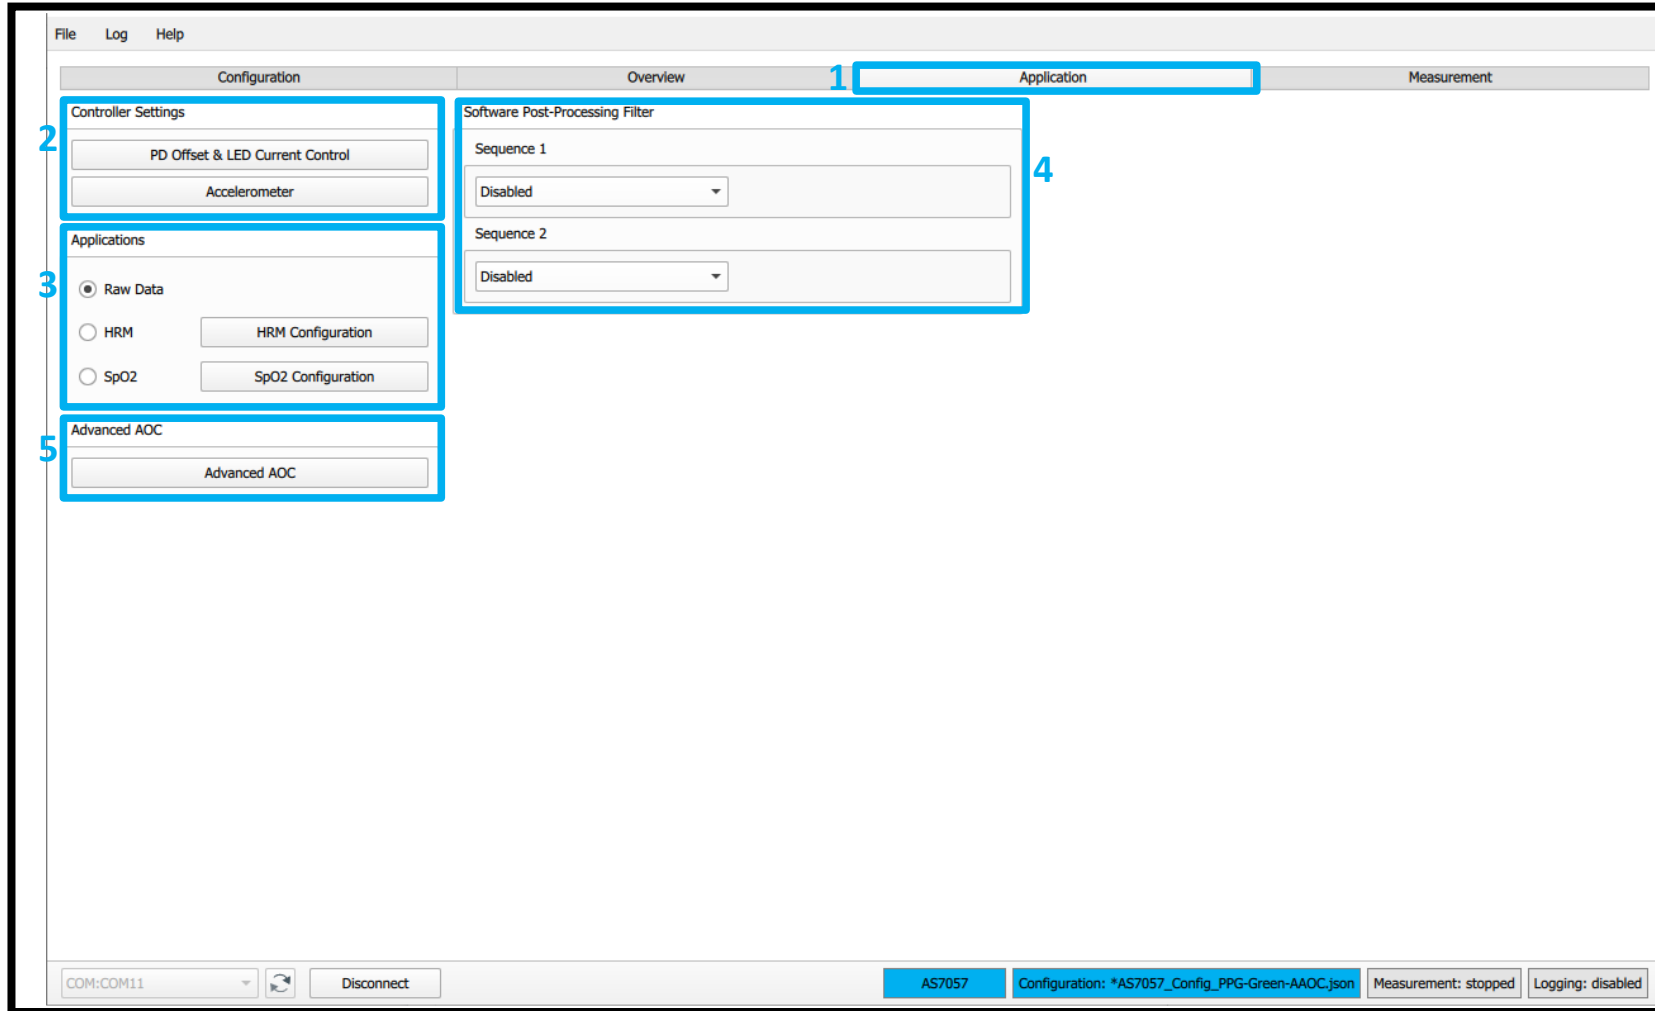 File Log Help
Configuration Overview 1 Application Measurement
Controller Settings
2
PD Offset & LED Current Control
Accelerometer
Applications
3
Raw Data
HRM HRM Configuration
SpO2 SpO2 Configuration
Advanced AOC
5
Advanced AOC
Software Post-Processing Filter
Sequence 1
4
Disabled
Sequence 2
Disabled
COM:COM11 Disconnect AS7057 Configuration: *AS7057_Config_PPG-Green-AAOC.json Measurement: stopped Logging: disabled